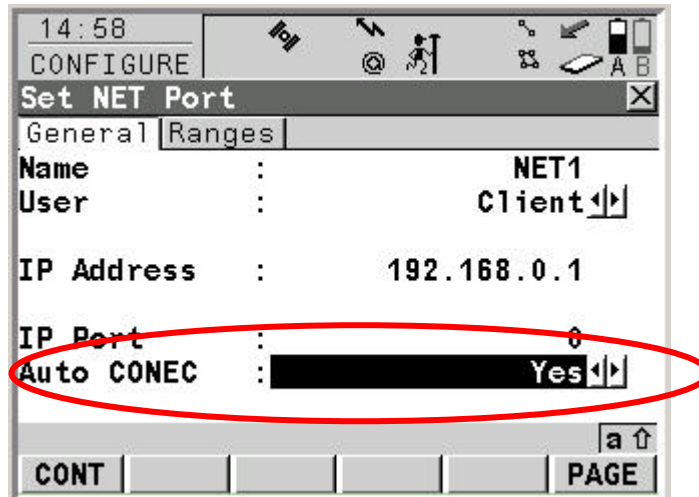 14:58
CONFIGURE
@ 2 A B
Set NET Port
General Ranges
Name : NET1
User : Client
IP Address : 192.168.0.1
IP Port : 0
Auto CONEC : Yes
a
CONT PAGE